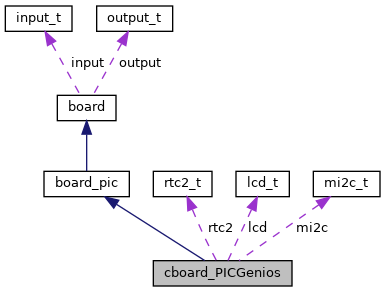 input_t output_t
input output
board
board_pic rtc2_t lcd_t mi2c_t
rtc2 lcd mi2c
cboard_PICGenios